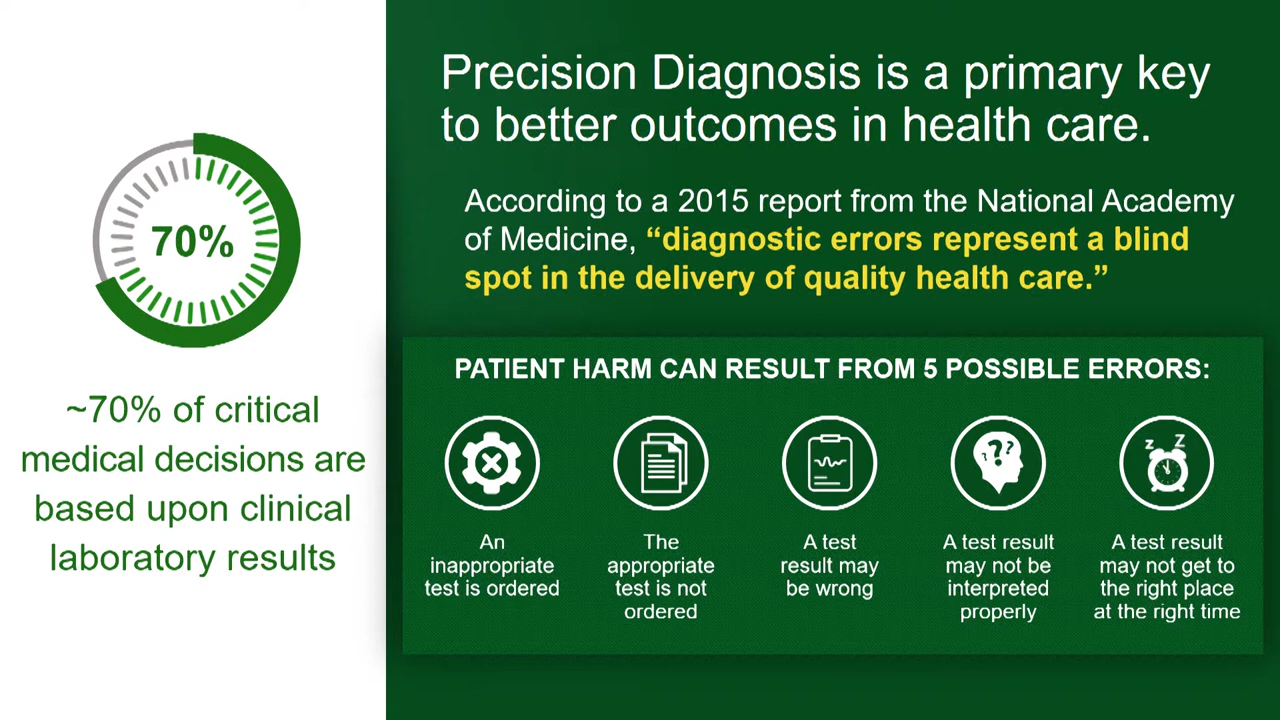 70%
~70% of critical
medical decisions are
based upon clinical
laboratory results
Precision Diagnosis is a primary key
to better outcomes in health care.
According to a 2015 report from the National Academy
of Medicine, “diagnostic errors represent a blind
spot in the delivery of quality health care.”
PATIENT HARM CAN RESULT FROM 5 POSSIBLE ERRORS:
An
inappropriate
test is ordered
The
appropriate
test is not
ordered
A test
result may
be wrong
? ? ?
A test result
may not be
interpreted
properly
z Z
A test result
may not get to
the right place
at the right time